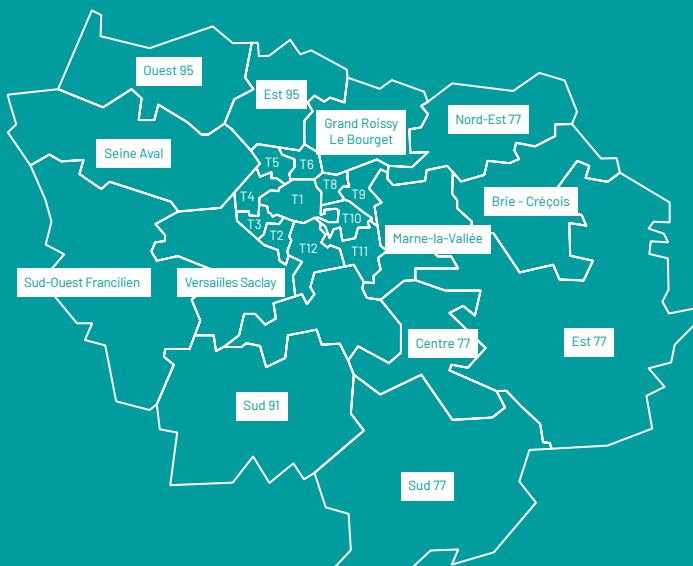 Ouest 95
Est 95
Grand Roissy
Le Bourget
Nord-Est 77
Seine Aval
T5
T6
T8
T9
T4
T1
Brie - Créçois
T10
T3
T2
T12
T11
Marne-la-Vallée
Sud-Ouest Francilien
Versailles Saclay
Centre 77
Est 77
Sud 91
Sud 77